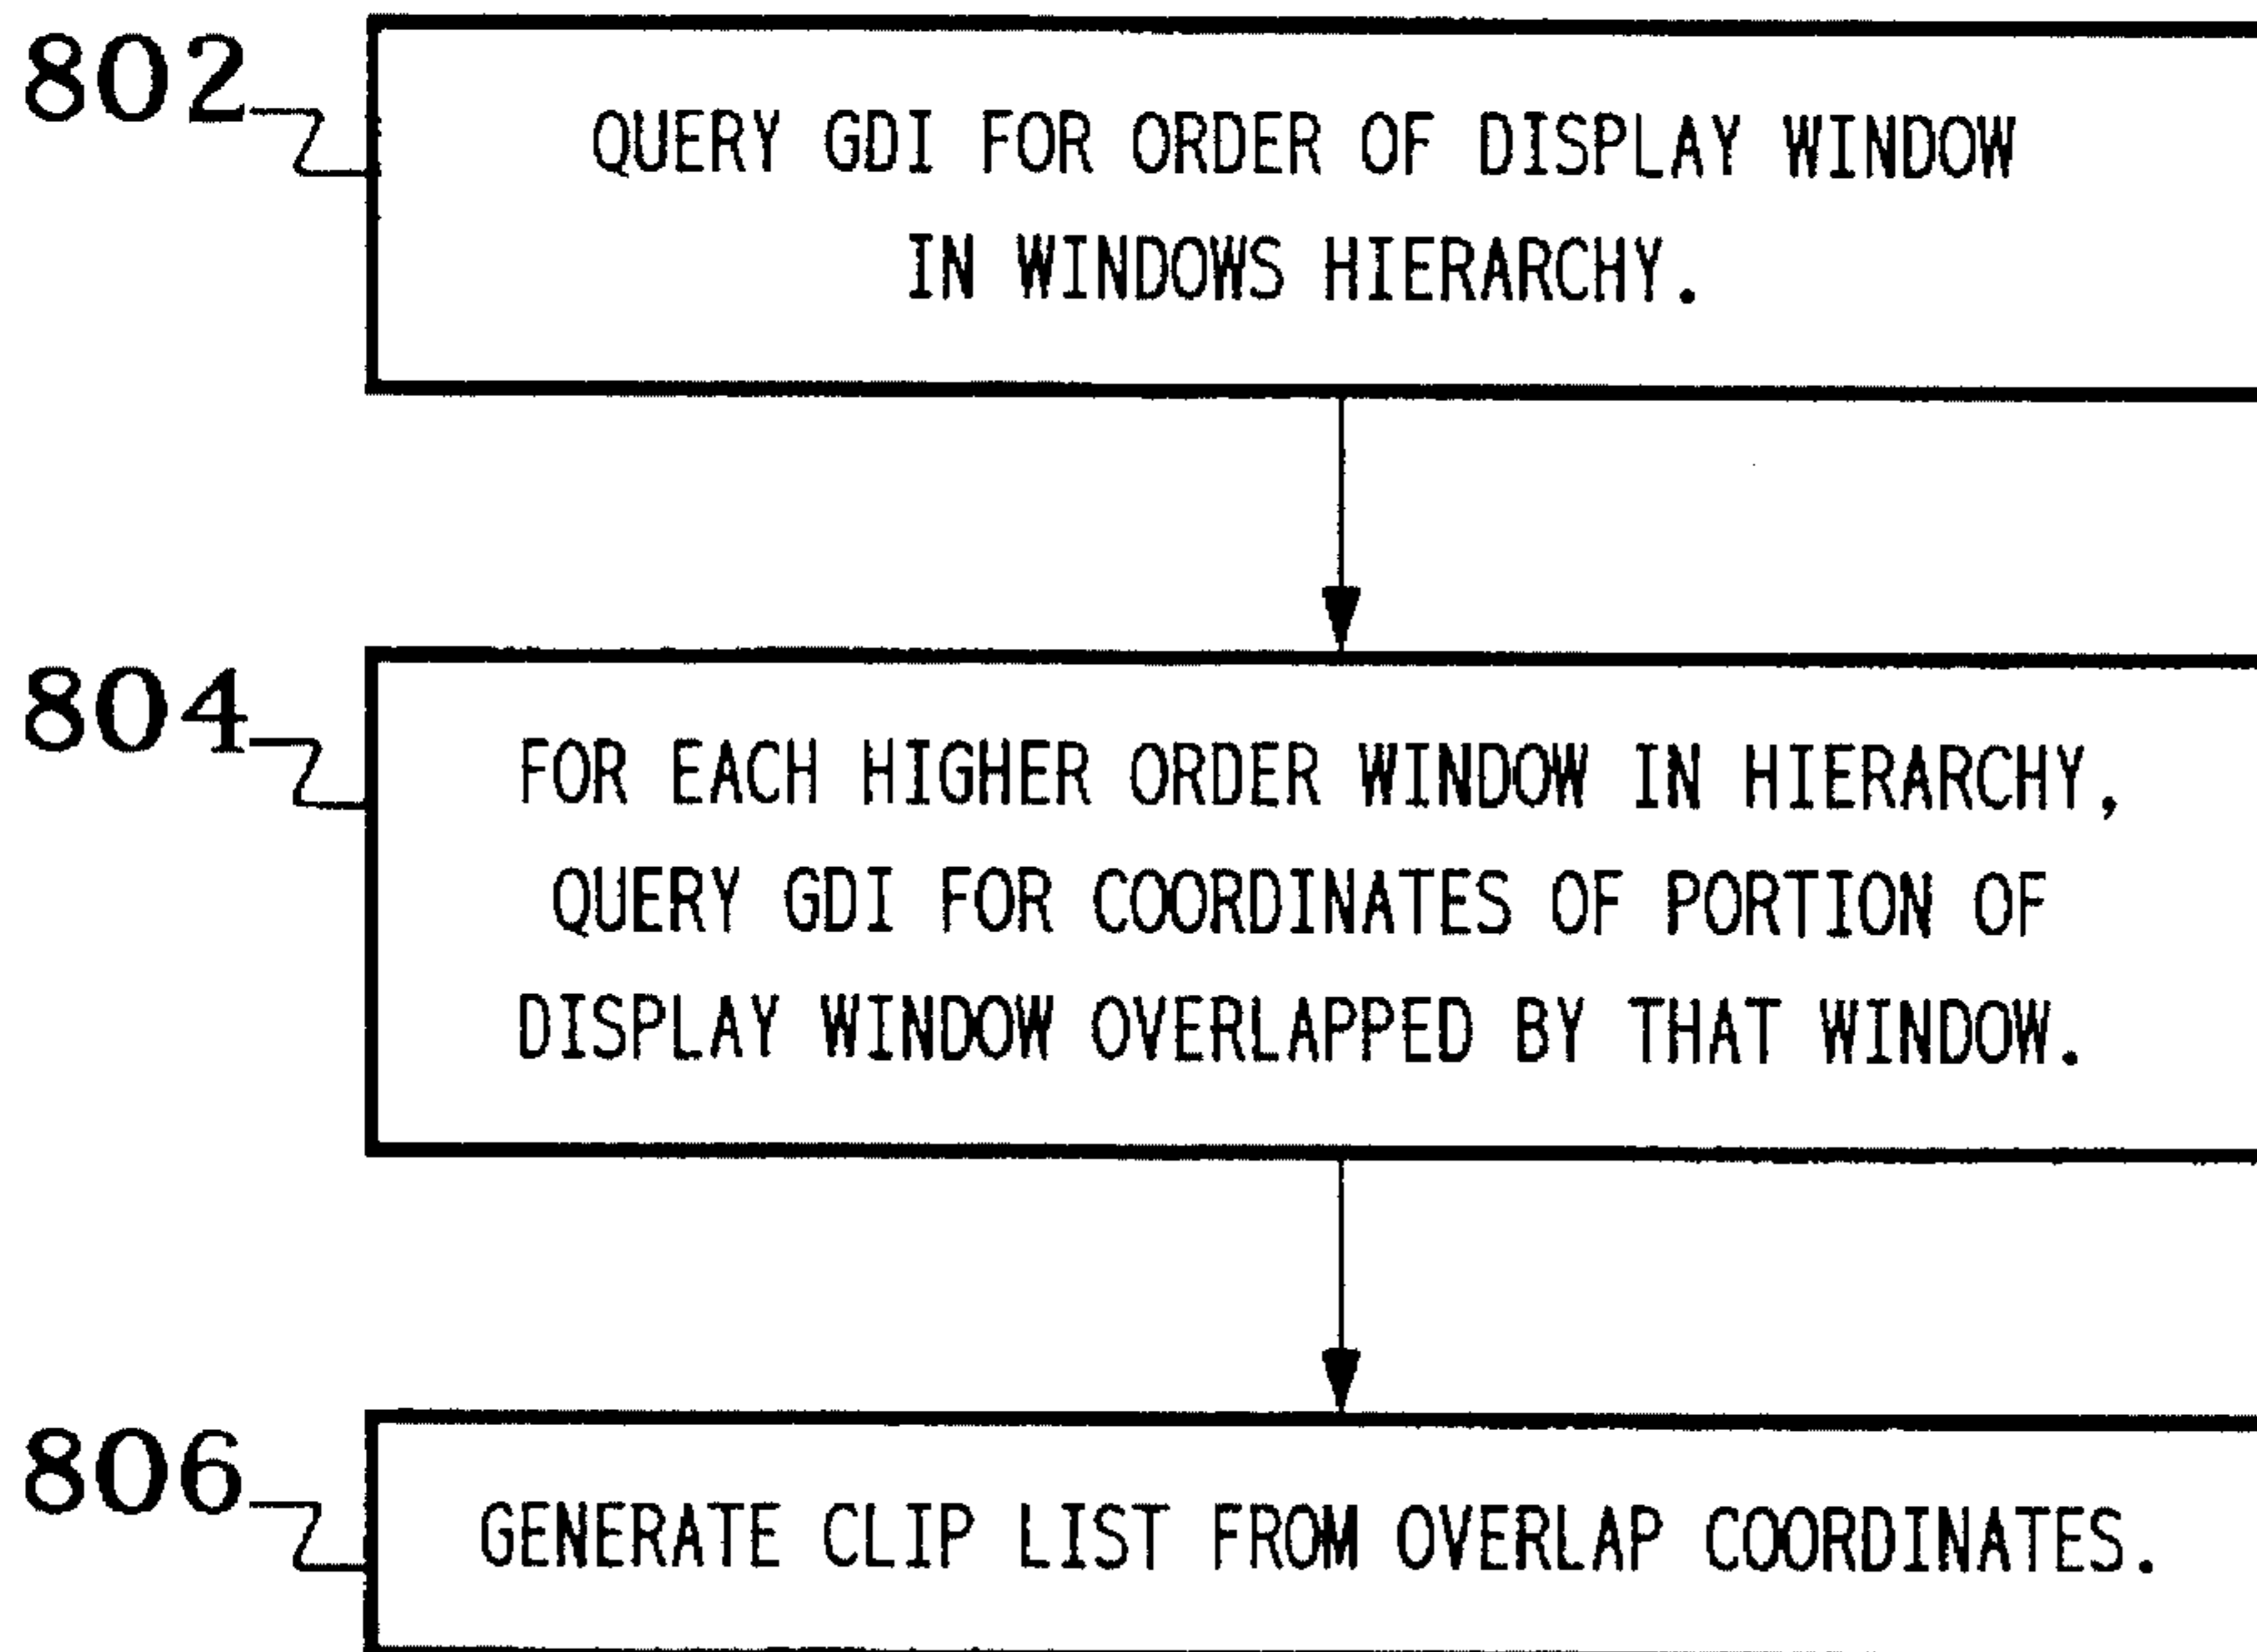 802
QUERY GDI FOR ORDER OF DISPLAY WINDOW
IN WINDOWS HIERARCHY.
804
FOR EACH HIGHER ORDER WINDOW IN HIERARCHY,
QUERY GDI FOR COORDINATES OF PORTION OF
DISPLAY WINDOW OVERLAPPED BY THAT WINDOW.
806
GENERATE CLIP LIST FROM OVERLAP COORDINATES.